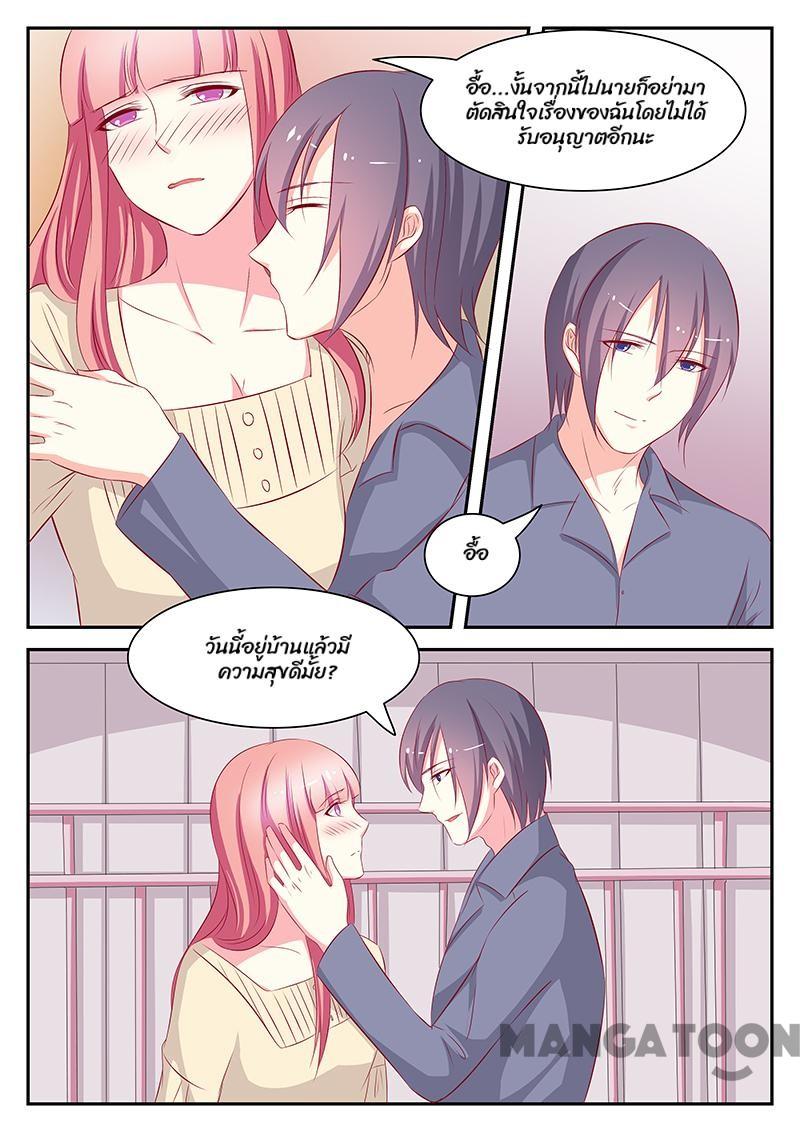 อื้อ...งั้นจากนี้ไปนายก็อย่ามา
ตัดสินใจเรื่องของฉันโดยไม่ได้
รับอนุญาตอีกนะ
อื้อ
วันนี้อยู่บ้านแล้วมี
ความสุขดีมั้ย?
MANGATOON